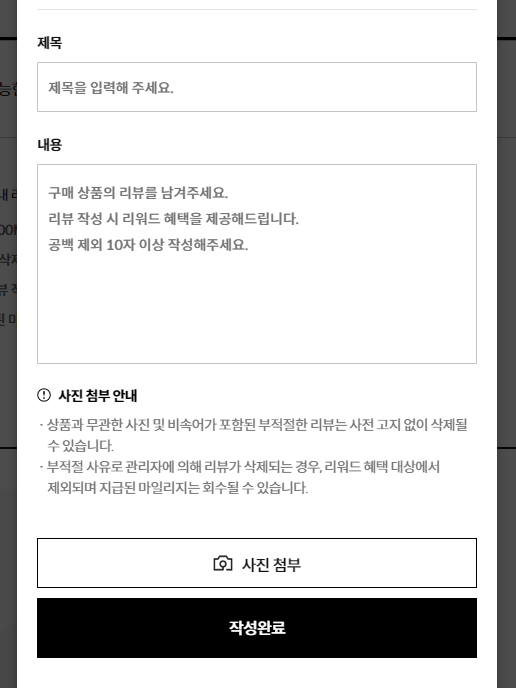 제목
제목을 입력해 주세요.
내용
구매 상품의 리뷰를 남겨주세요.
리뷰 작성 시 리워드 혜택을 제공해드립니다.
공백 제외 10자 이상 작성해주세요.
사진 첨부 안내
· 상품과 무관한 사진 및 비속어가 포함된 부적절한 리뷰는 사전 고지 없이 삭제될
수 있습니다.
· 부적절 사유로 관리자에 의해 리뷰가 삭제되는 경우, 리워드 혜택 대상에서
제외되며 지급된 마일리지는 회수될 수 있습니다.
사진 첨부
작성완료